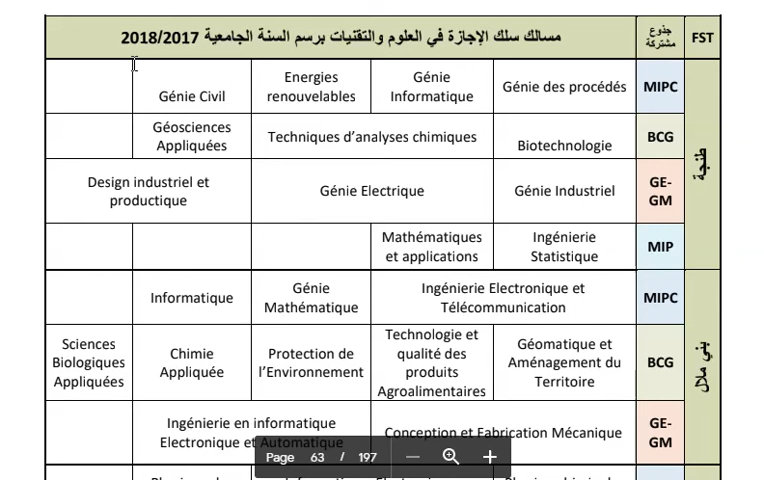 مسالك سلك الإجازة في العلوم والتقنيات برسم السنة الجامعية 2018/2017
جذوع
مشتركة
FST
Génie Civil
Energies
renouvelables
Génie
Informatique
Génie des procédés
MIPC
طنجة
Géosciences
Appliquées
Techniques d’analyses chimiques
Biotechnologie
BCG
Design industriel et
productique
Génie Electrique
Génie Industriel
GE-
GM
Mathématiques
et applications
Ingénierie
Statistique
MIP
Informatique
Génie
Mathématique
Ingénierie Electronique et
Télécommunication
MIPC
بني ملال
Sciences
Biologiques
Appliquées
Chimie
Appliquée
Protection de
l’Environnement
Technologie et
qualité des
produits
Agroalimentaires
Géomatique et
Aménagement du
Territoire
BCG
Ingénierie en informatique
Electronique et Automatique
Conception et Fabrication Mécanique
GE-
GM
Page 63 / 197